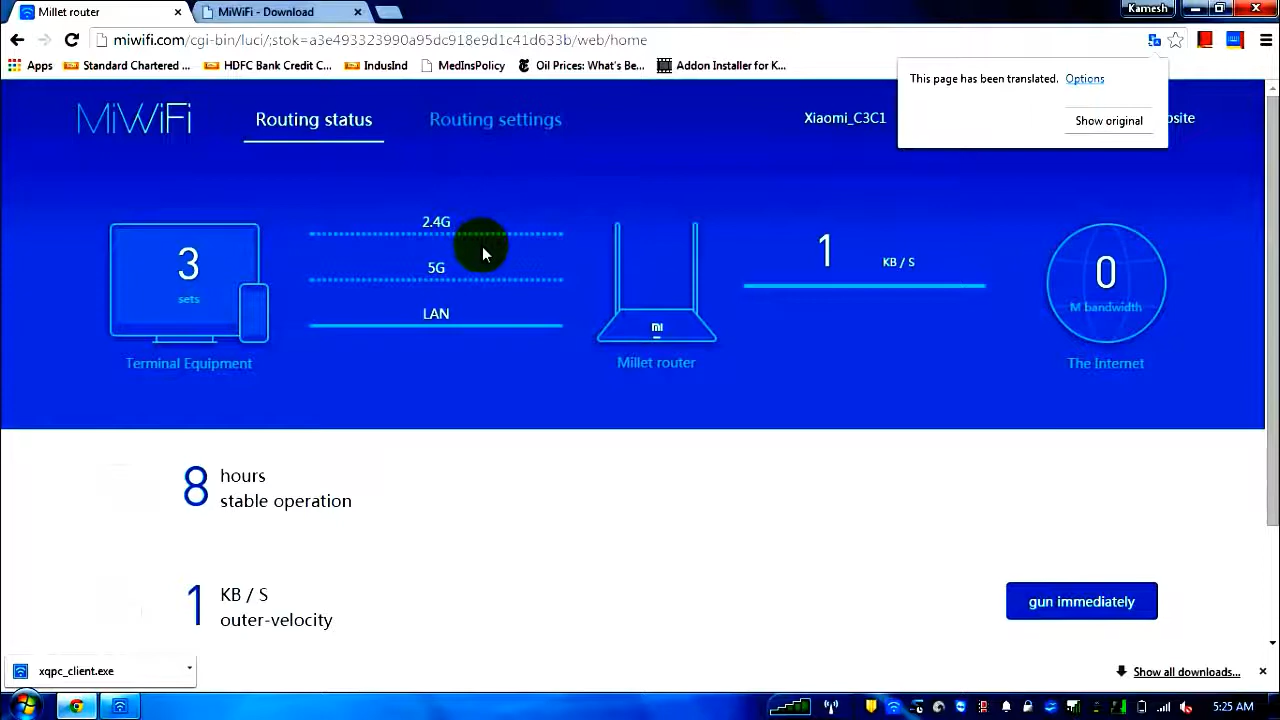 Millet router
MiWiFi - Download
Kamesh
miwifi.com/cgi-bin/luci/;stok=a3e493323990a95dc918e9d1c41d633b/web/home
Apps
Standard Chartered ...
HDFC Bank Credit C...
IndusInd
MedInsPolicy
Oil Prices: What's Be...
Addon Installer for K...
This page has been translated. Options
Show original
MiWiFi
Routing status
Routing settings
Xiaomi_C3C1
osite
2.4G
5G
LAN
3
sets
Terminal Equipment
MI
Millet router
1
KB / S
0
M bandwidth
The Internet
8
hours
stable operation
1
KB / S
outer-velocity
gun immediately
xqpc_client.exe
Show all downloads...
5:25 AM